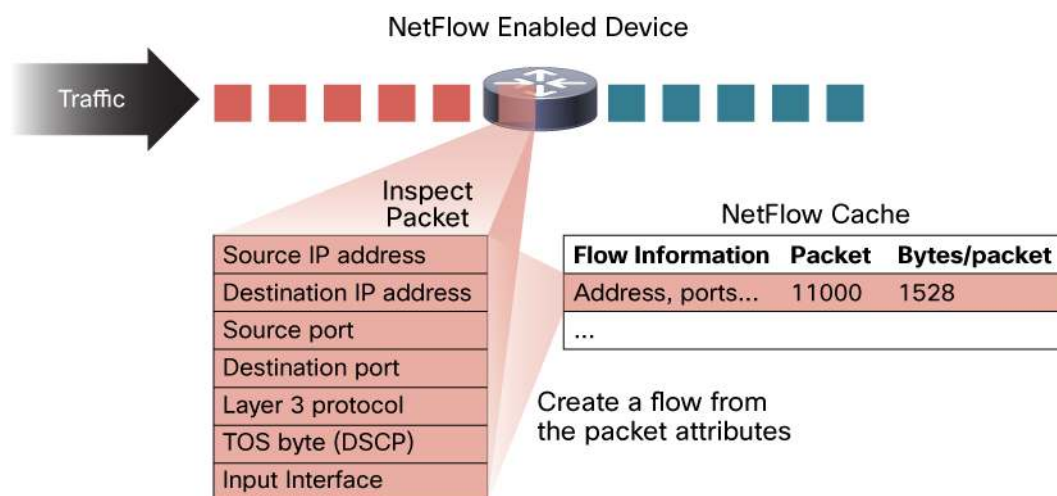 NetFlow Enabled Device
Traffic
Inspect
Packet
Source IP address
Destination IP address
Source port
Destination port
Layer 3 protocol
TOS byte (DSCP)
Input Interface
NetFlow Cache
Flow Information Packet Bytes/packet
Address, ports... 11000 1528
...
Create a flow from
the packet attributes